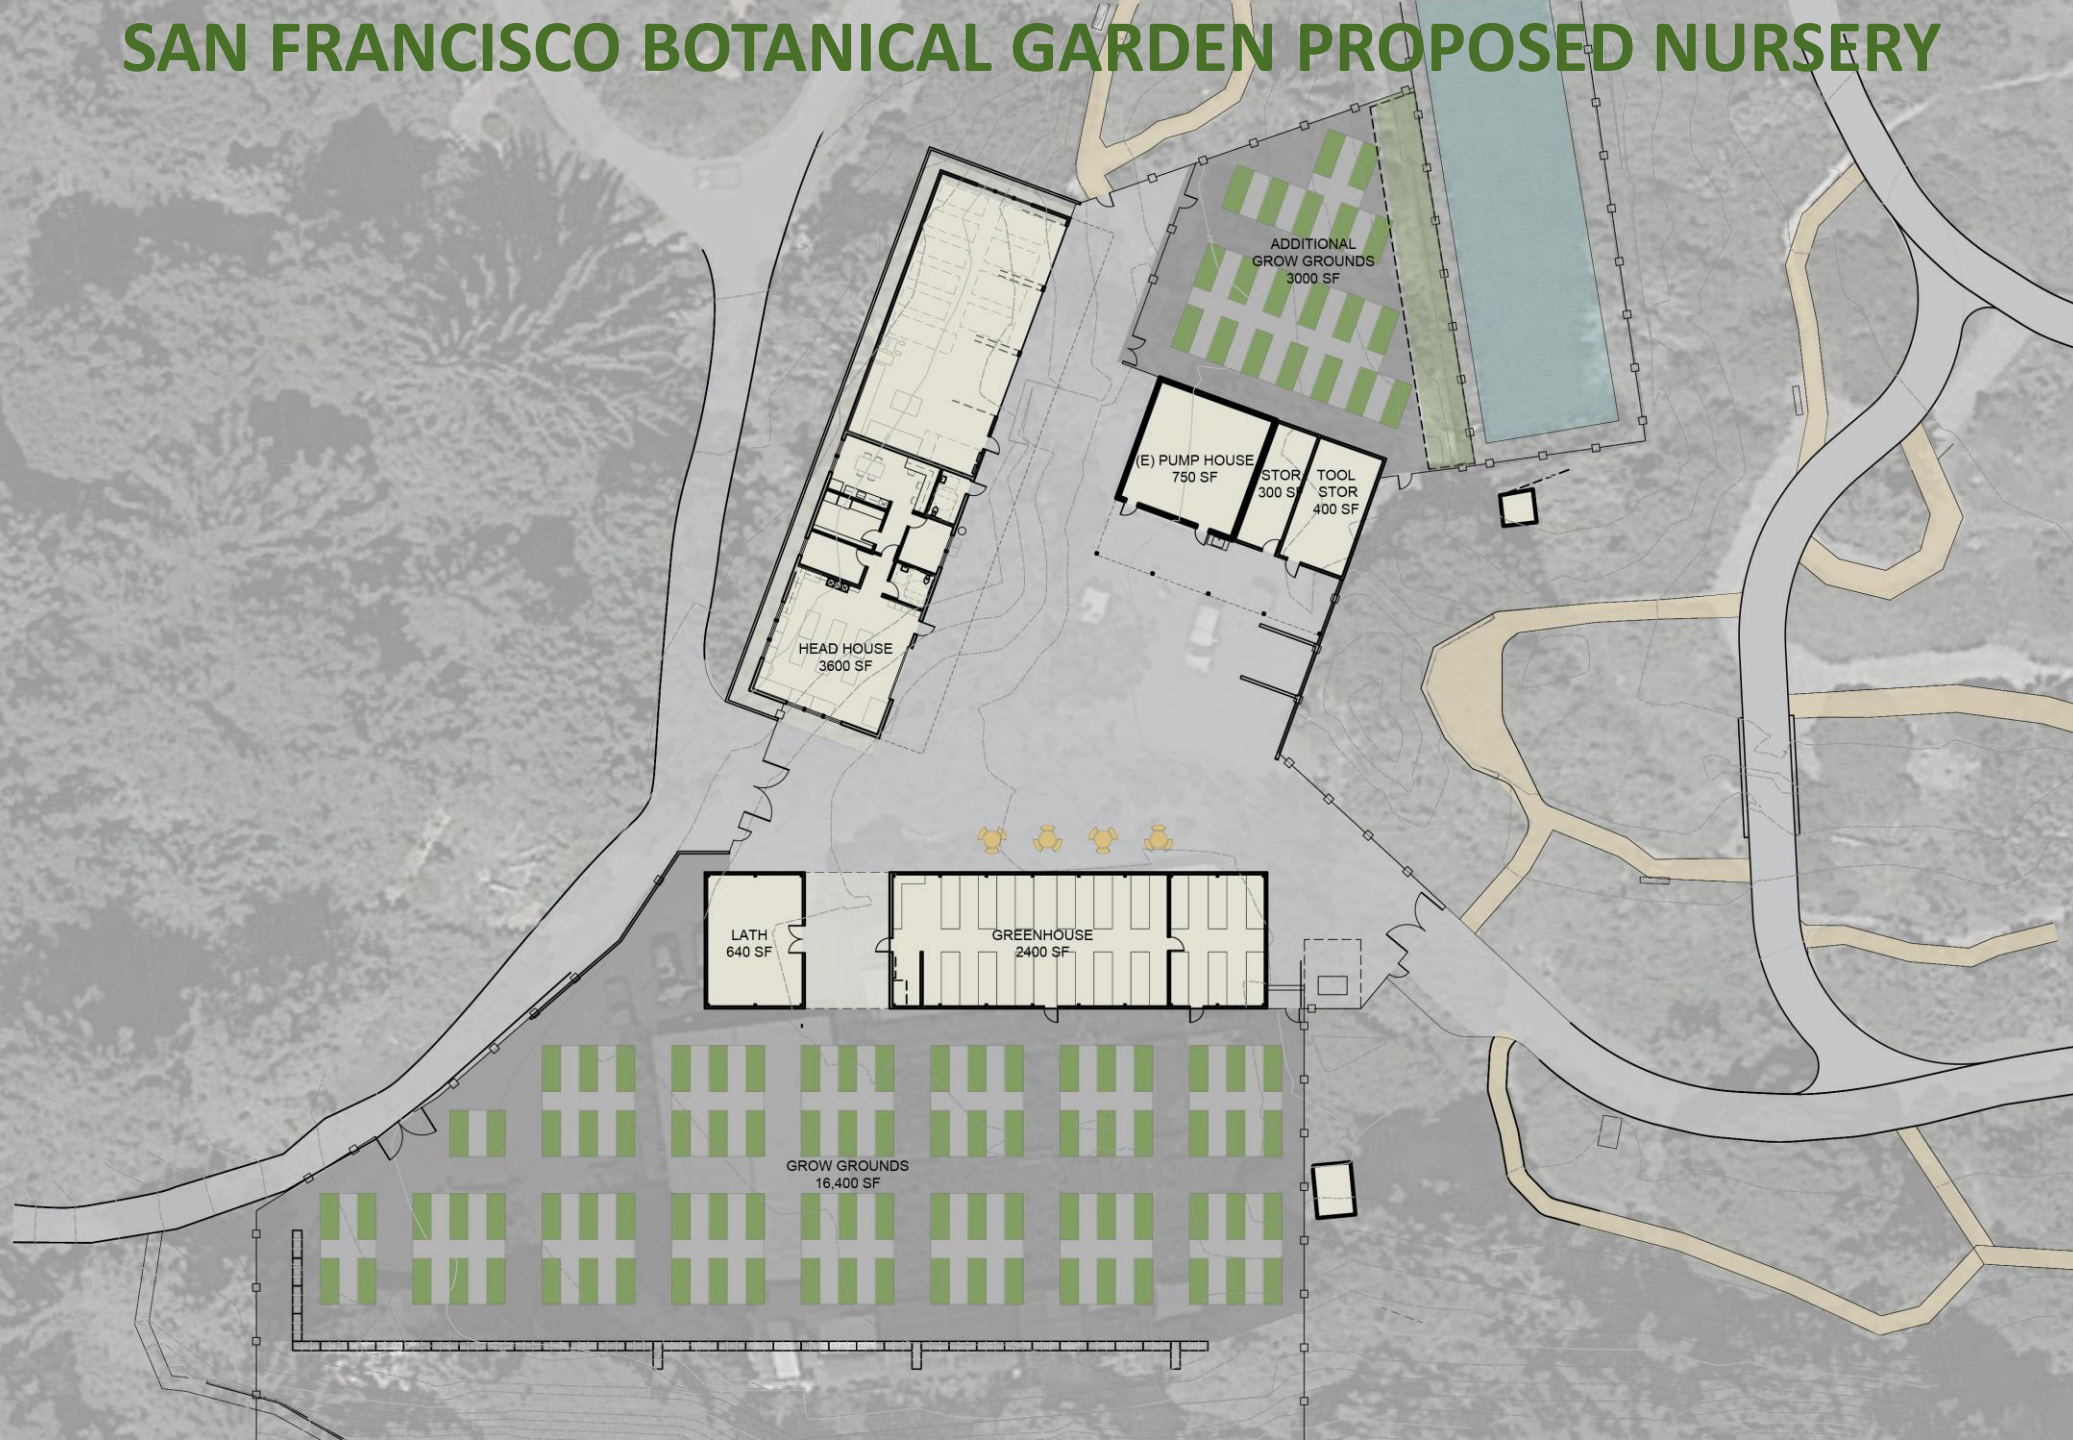 SAN FRANCISCO BOTANICAL GARDEN PROPOSED NURSERY
ADDITIONAL
GROW GROUNDS
3000 SF
(E) PUMP HOUSE
750 SF
STOR
300 SF
TOOL
STOR
400 SF
HEAD HOUSE
3600 SF
LATH
640 SF
GREENHOUSE
2400 SF
GROW GROUNDS
16,400 SF